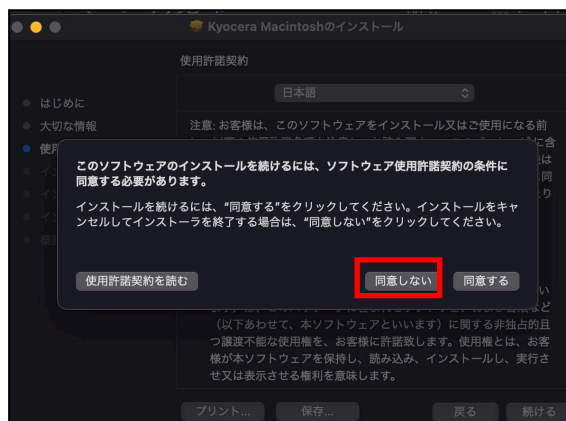 Kyocera Macintoshのインストール
使用許諾契約
日本語
はじめに
大切な情報
注意: お客様は、このソフトウェアをインストール又はご使用になる前
このソフトウェアのインストールを続けるには、ソフトウェア使用許諾契約の条件に
同意する必要があります。
インストールを続けるには、“同意する”をクリックしてください。インストールをキャ
ンセルしてインストーラを終了する場合は、“同意しない”をクリックしてください。
使用許諾契約を読む
同意しない
同意する
（以下あわせて、本ソフトウェアといいます）に関する非独占的且
つ譲渡不能な使用権を、お客様に許諾致します。使用権とは、お客
様が本ソフトウェアを保持し、読み込み、インストールし、実行さ
せ又は表示させる権利を意味します。
プリント...
保存...
戻る
続ける